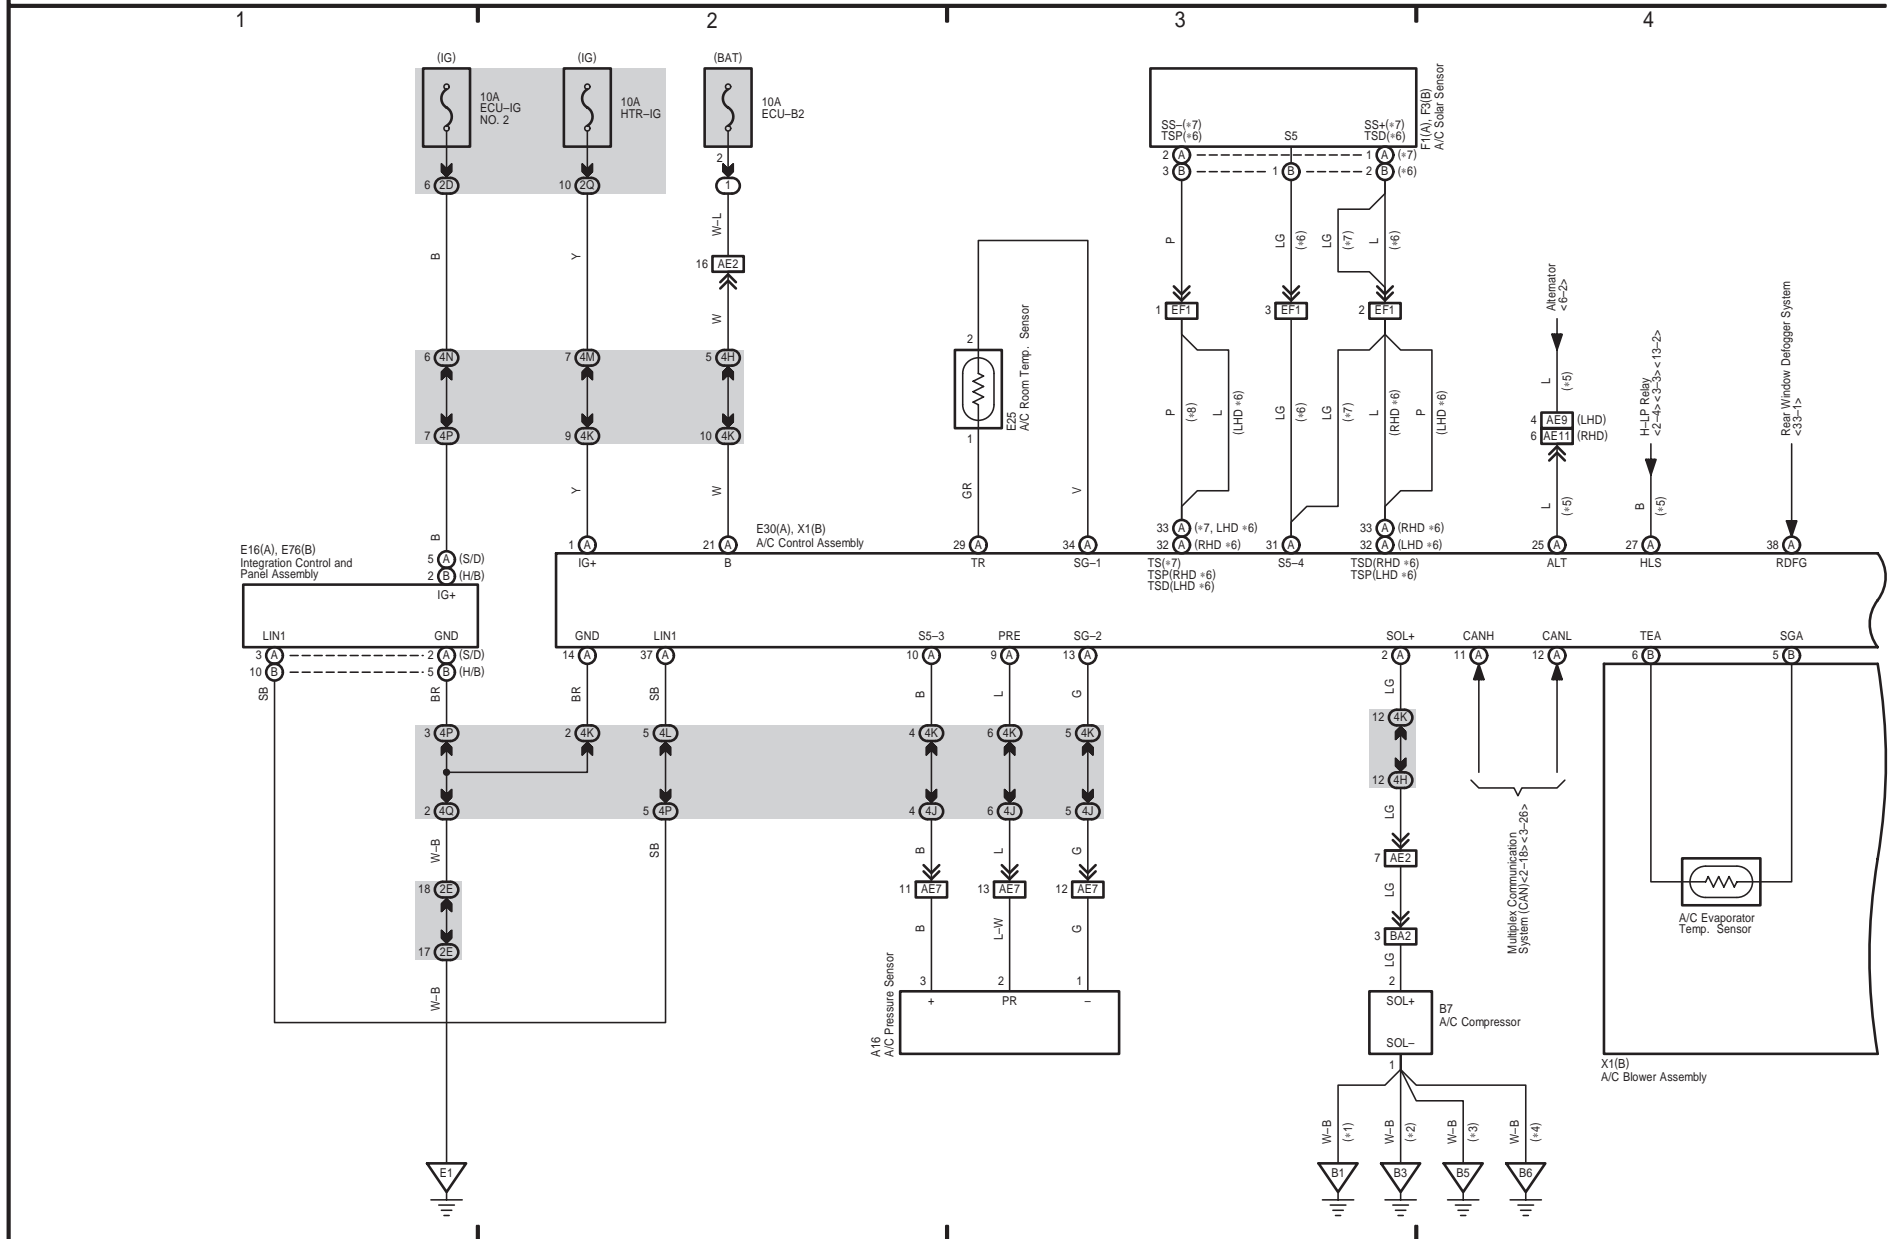 1
2
3
4
(IG)
(IG)
(BAT)
10A
ECU–IG
NO. 2
10A
HTR–IG
10A
ECU–B2
F1(A), F3(B)
A/C Solar Sensor
SS–(*7)
TSP(*6)
S5
SS+(*7)
TSD(*6)
2 A
1 A (*7)
3 B
1 B
2 B (*6)
2
1
6 2D
10 2Q
B
Y
W–L
16 AE2
W
P
LG
(*6)
LG
(*7)
L
(*6)
1 EF1
3 EF1
2 EF1
Alternator
<6–2>
H–LP Relay
<2–4><3–3><13–2>
Rear Window Defogger System
<33–1>
6 4N
7 4M
5 4H
7 4P
9 4K
10 4K
2
E25
A/C Room Temp. Sensor
1
P
(*8)
L
(LHD *6)
LG
(*6)
LG
(*7)
L
(RHD *6)
P
(LHD *6)
L
(*5)
4 AE9 (LHD)
6 AE11 (RHD)
B
Y
W
GR
V
L
(*5)
B
(*5)
E16(A), E76(B)
Integration Control and
Panel Assembly
5 A (S/D)
2 B (H/B)
IG+
E30(A), X1(B)
A/C Control Assembly
1 A
21 A
29 A
34 A
33 A (*7, LHD *6)
32 A (RHD *6)
31 A
33 A (RHD *6)
32 A (LHD *6)
25 A
27 A
38 A
IG+
B
TR
SG–1
TS(*7)
TSP(RHD *6)
TSD(LHD *6)
S5–4
TSD(RHD *6)
TSP(LHD *6)
ALT
HLS
RDFG
LIN1
GND
GND
LIN1
S5–3
PRE
SG–2
SOL+
CANH
CANL
TEA
SGA
3 A
2 A (S/D)
10 B
5 B (H/B)
14 A
37 A
10 A
9 A
13 A
2 A
11 A
12 A
6 B
5 B
SB
BR
BR
SB
B
L
G
LG
3 4P
2 4K
5 4L
4 4K
6 4K
5 4K
12 4K
12 4H
2 4Q
5 4P
4 4J
6 4J
5 4J
W–B
SB
B
L
G
LG
7 AE2
LG
Multiplex Communication
System (CAN)<2–18><3–26>
18 2E
17 2E
11 AE7
13 AE7
12 AE7
B
L–W
G
3 BA2
LG
A/C Evaporator
Temp. Sensor
W–B
A16
A/C Pressure Sensor
3
2
1
+
PR
–
2
SOL+
SOL–
1
B7
A/C Compressor
X1(B)
A/C Blower Assembly
W–B
(*1)
W–B
(*2)
W–B
(*3)
W–B
(*4)
E1
B1
B3
B5
B6